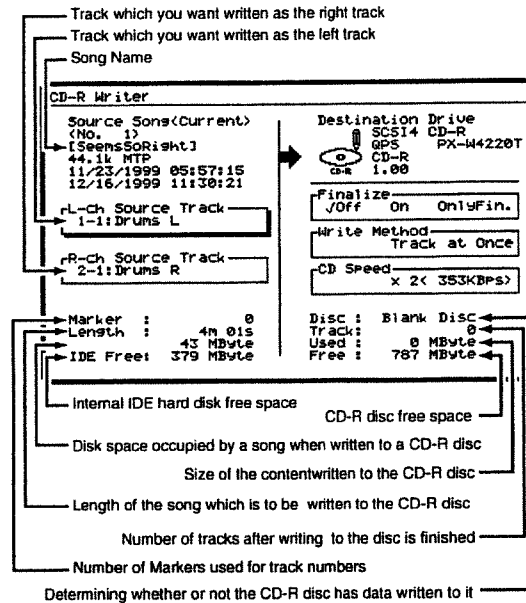 Track which you want written as the right track
Track which you want written as the left track
Song Name
CD-R Writer
Source Song(Current)
(No.  1)
[SeemsSoRight]
44.1k MTP
11/23/1999 05:57:15
12/16/1999 11:30:21
L-ch Source Track
1-1:Drums L
R-ch Source Track
2-1:Drums R
Marker : 0
Length : 4m 01s
43 MByte
IDE Free: 379 MByte
Destination Drive
SCSI4 CD-R
QPS PX-W4220T
CD-R
1.00
CD-R
Finalize
√Off On OnlyFin.
Write Method
Track at Once
CD Speed
x 2( 353KBps)
Disc : Blank Disc
Track: 0
Used : 0 MByte
Free : 787 MByte
Internal IDE hard disk free space
CD-R disc free space
Disk space occupied by a song when written to a CD-R disc
Size of the contentwritten to the CD-R disc
Length of the song which is to be written to the CD-R disc
Number of tracks after writing to the disc is finished
Number of Markers used for track numbers
Determining whether or not the CD-R disc has data written to it